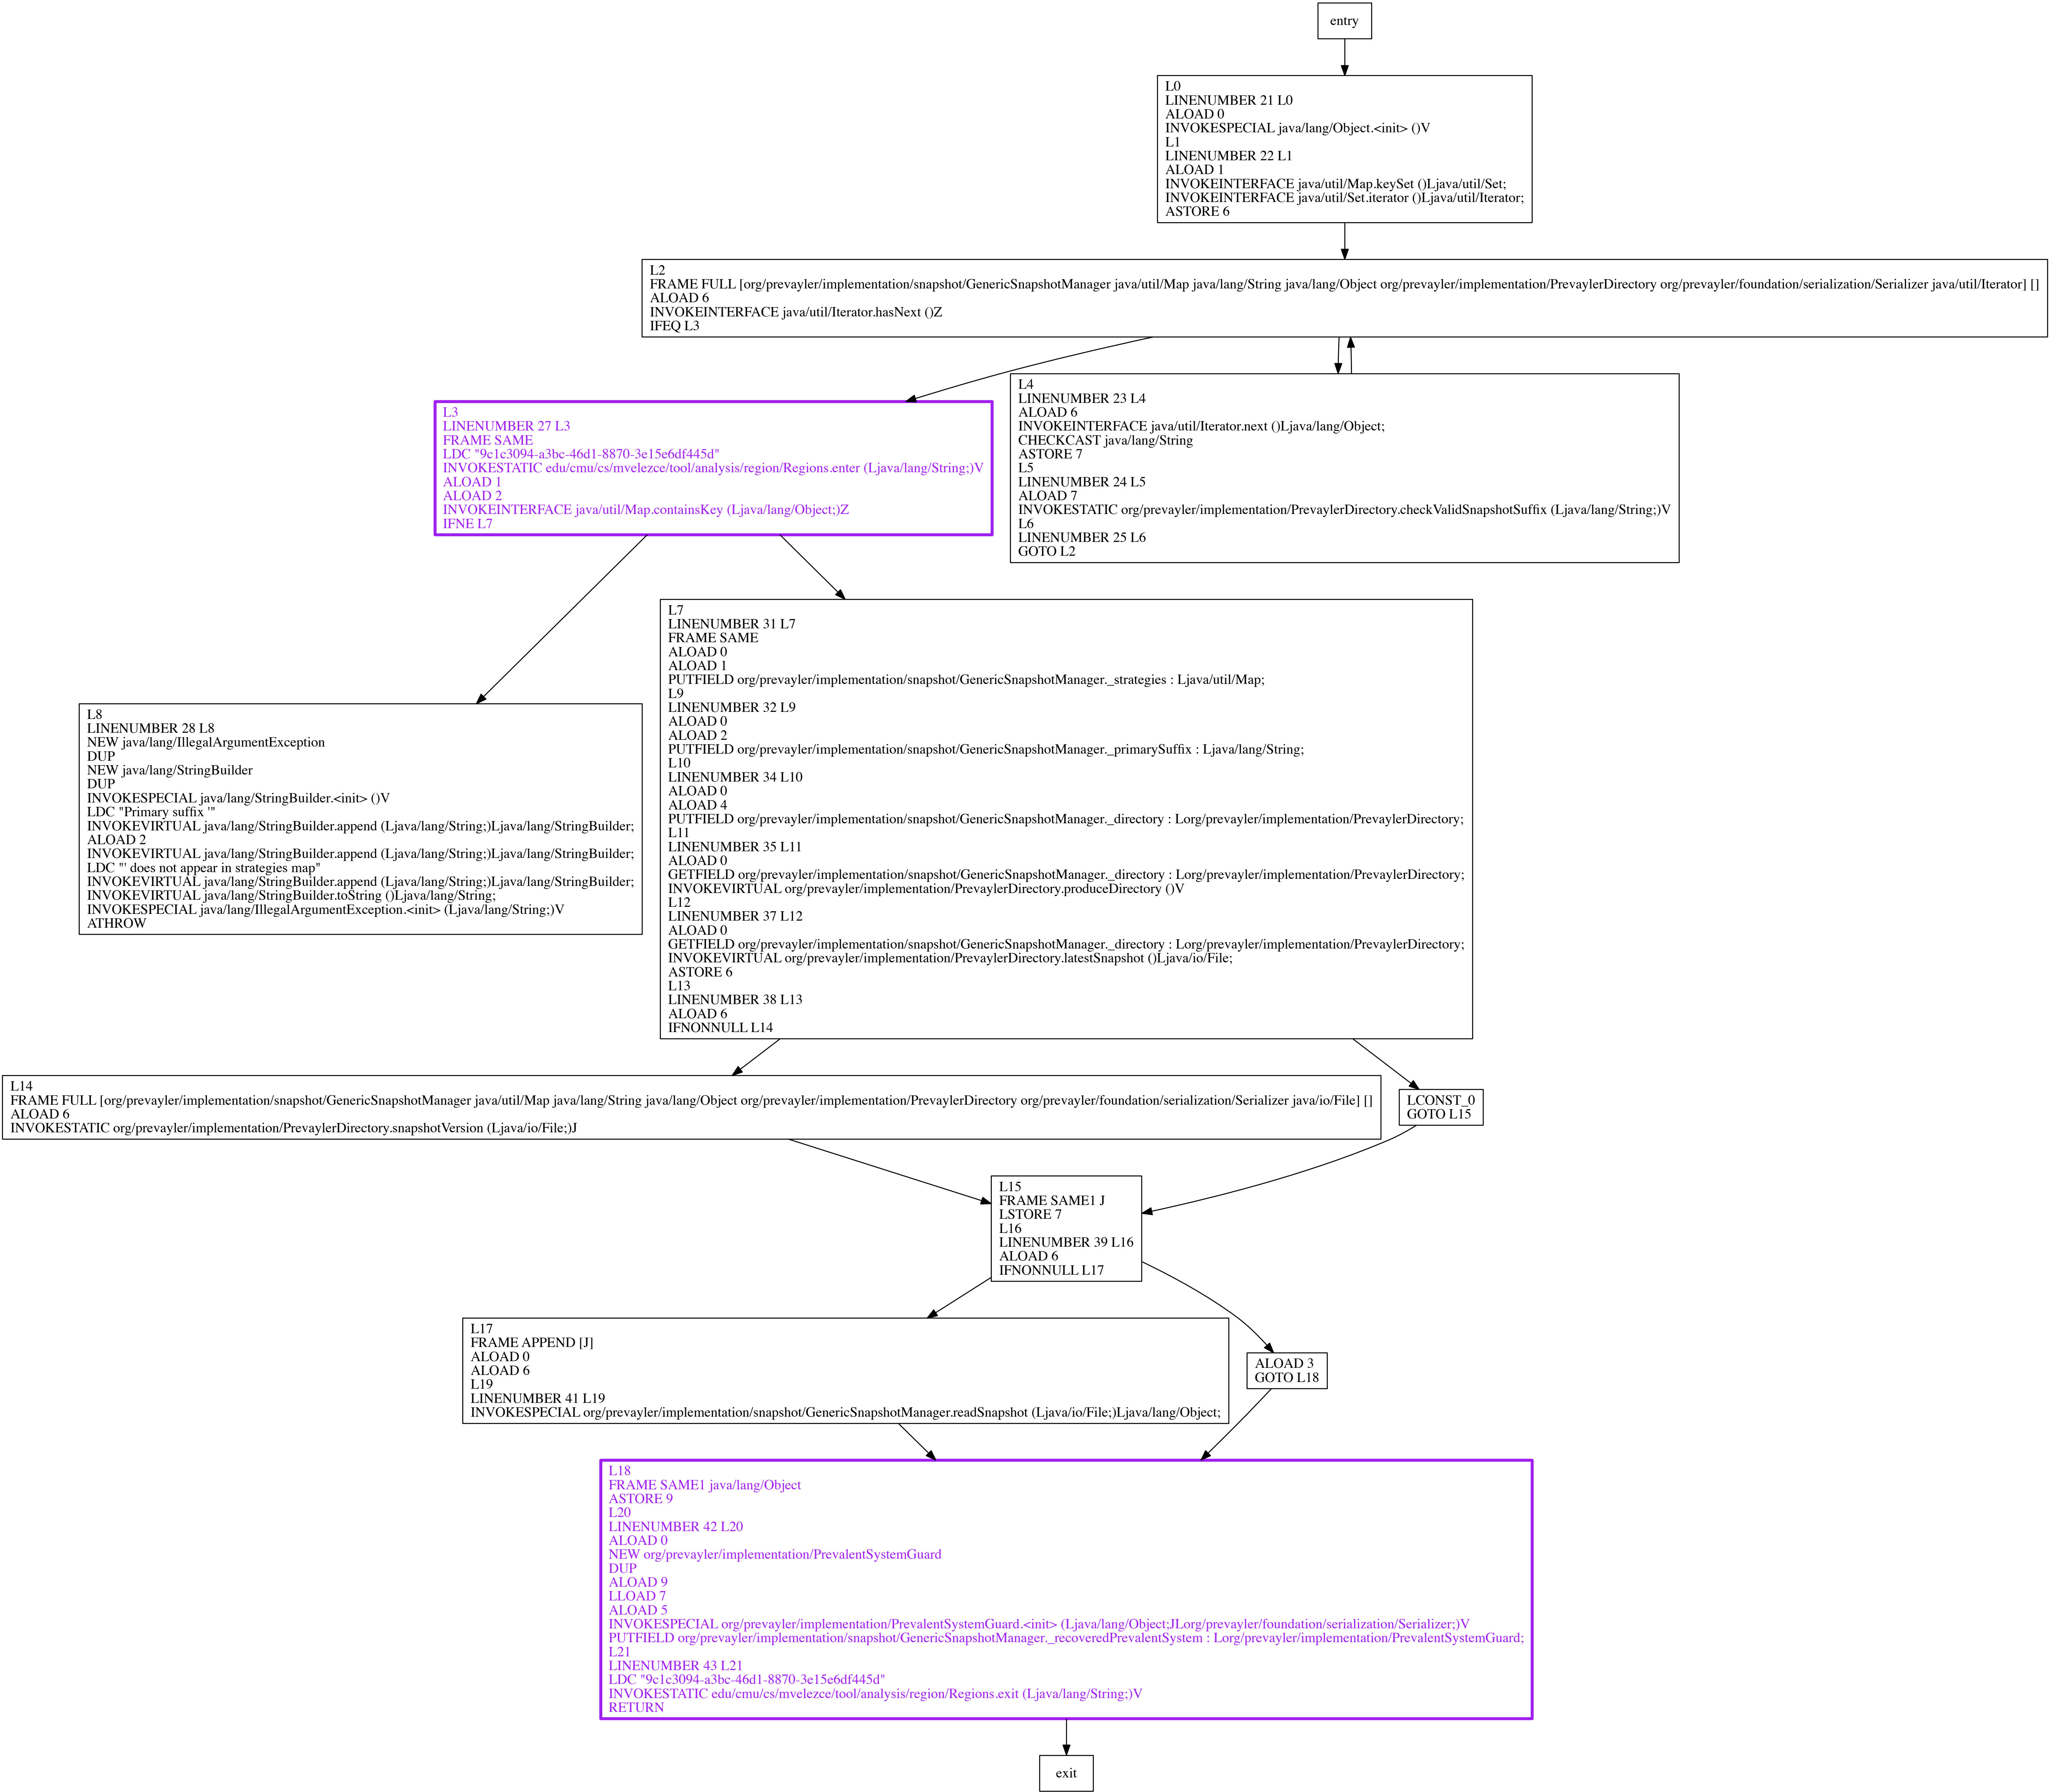 entry
L0
LINENUMBER 21 L0
ALOAD 0
INVOKESPECIAL java/lang/Object.<init> ()V
L1
LINENUMBER 22 L1
ALOAD 1
INVOKEINTERFACE java/util/Map.keySet ()Ljava/util/Set;
INVOKEINTERFACE java/util/Set.iterator ()Ljava/util/Iterator;
ASTORE 6
L2
FRAME FULL [org/prevayler/implementation/snapshot/GenericSnapshotManager java/util/Map java/lang/String java/lang/Object org/prevayler/implementation/PrevaylerDirectory org/prevayler/foundation/serialization/Serializer java/util/Iterator] []
ALOAD 6
INVOKEINTERFACE java/util/Iterator.hasNext ()Z
IFEQ L3
L3
LINENUMBER 27 L3
FRAME SAME
LDC "9c1c3094-a3bc-46d1-8870-3e15e6df445d"
INVOKESTATIC edu/cmu/cs/mvelezce/tool/analysis/region/Regions.enter (Ljava/lang/String;)V
ALOAD 1
ALOAD 2
INVOKEINTERFACE java/util/Map.containsKey (Ljava/lang/Object;)Z
IFNE L7
L4
LINENUMBER 23 L4
ALOAD 6
INVOKEINTERFACE java/util/Iterator.next ()Ljava/lang/Object;
CHECKCAST java/lang/String
ASTORE 7
L5
LINENUMBER 24 L5
ALOAD 7
INVOKESTATIC org/prevayler/implementation/PrevaylerDirectory.checkValidSnapshotSuffix (Ljava/lang/String;)V
L6
LINENUMBER 25 L6
GOTO L2
L8
LINENUMBER 28 L8
NEW java/lang/IllegalArgumentException
DUP
NEW java/lang/StringBuilder
DUP
INVOKESPECIAL java/lang/StringBuilder.<init> ()V
LDC "Primary suffix '"
INVOKEVIRTUAL java/lang/StringBuilder.append (Ljava/lang/String;)Ljava/lang/StringBuilder;
ALOAD 2
INVOKEVIRTUAL java/lang/StringBuilder.append (Ljava/lang/String;)Ljava/lang/StringBuilder;
LDC "' does not appear in strategies map"
INVOKEVIRTUAL java/lang/StringBuilder.append (Ljava/lang/String;)Ljava/lang/StringBuilder;
INVOKEVIRTUAL java/lang/StringBuilder.toString ()Ljava/lang/String;
INVOKESPECIAL java/lang/IllegalArgumentException.<init> (Ljava/lang/String;)V
ATHROW
L7
LINENUMBER 31 L7
FRAME SAME
ALOAD 0
ALOAD 1
PUTFIELD org/prevayler/implementation/snapshot/GenericSnapshotManager._strategies : Ljava/util/Map;
L9
LINENUMBER 32 L9
ALOAD 0
ALOAD 2
PUTFIELD org/prevayler/implementation/snapshot/GenericSnapshotManager._primarySuffix : Ljava/lang/String;
L10
LINENUMBER 34 L10
ALOAD 0
ALOAD 4
PUTFIELD org/prevayler/implementation/snapshot/GenericSnapshotManager._directory : Lorg/prevayler/implementation/PrevaylerDirectory;
L11
LINENUMBER 35 L11
ALOAD 0
GETFIELD org/prevayler/implementation/snapshot/GenericSnapshotManager._directory : Lorg/prevayler/implementation/PrevaylerDirectory;
INVOKEVIRTUAL org/prevayler/implementation/PrevaylerDirectory.produceDirectory ()V
L12
LINENUMBER 37 L12
ALOAD 0
GETFIELD org/prevayler/implementation/snapshot/GenericSnapshotManager._directory : Lorg/prevayler/implementation/PrevaylerDirectory;
INVOKEVIRTUAL org/prevayler/implementation/PrevaylerDirectory.latestSnapshot ()Ljava/io/File;
ASTORE 6
L13
LINENUMBER 38 L13
ALOAD 6
IFNONNULL L14
L14
FRAME FULL [org/prevayler/implementation/snapshot/GenericSnapshotManager java/util/Map java/lang/String java/lang/Object org/prevayler/implementation/PrevaylerDirectory org/prevayler/foundation/serialization/Serializer java/io/File] []
ALOAD 6
INVOKESTATIC org/prevayler/implementation/PrevaylerDirectory.snapshotVersion (Ljava/io/File;)J
LCONST_0
GOTO L15
L15
FRAME SAME1 J
LSTORE 7
L16
LINENUMBER 39 L16
ALOAD 6
IFNONNULL L17
L17
FRAME APPEND [J]
ALOAD 0
ALOAD 6
L19
LINENUMBER 41 L19
INVOKESPECIAL org/prevayler/implementation/snapshot/GenericSnapshotManager.readSnapshot (Ljava/io/File;)Ljava/lang/Object;
ALOAD 3
GOTO L18
L18
FRAME SAME1 java/lang/Object
ASTORE 9
L20
LINENUMBER 42 L20
ALOAD 0
NEW org/prevayler/implementation/PrevalentSystemGuard
DUP
ALOAD 9
LLOAD 7
ALOAD 5
INVOKESPECIAL org/prevayler/implementation/PrevalentSystemGuard.<init> (Ljava/lang/Object;JLorg/prevayler/foundation/serialization/Serializer;)V
PUTFIELD org/prevayler/implementation/snapshot/GenericSnapshotManager._recoveredPrevalentSystem : Lorg/prevayler/implementation/PrevalentSystemGuard;
L21
LINENUMBER 43 L21
LDC "9c1c3094-a3bc-46d1-8870-3e15e6df445d"
INVOKESTATIC edu/cmu/cs/mvelezce/tool/analysis/region/Regions.exit (Ljava/lang/String;)V
RETURN
exit